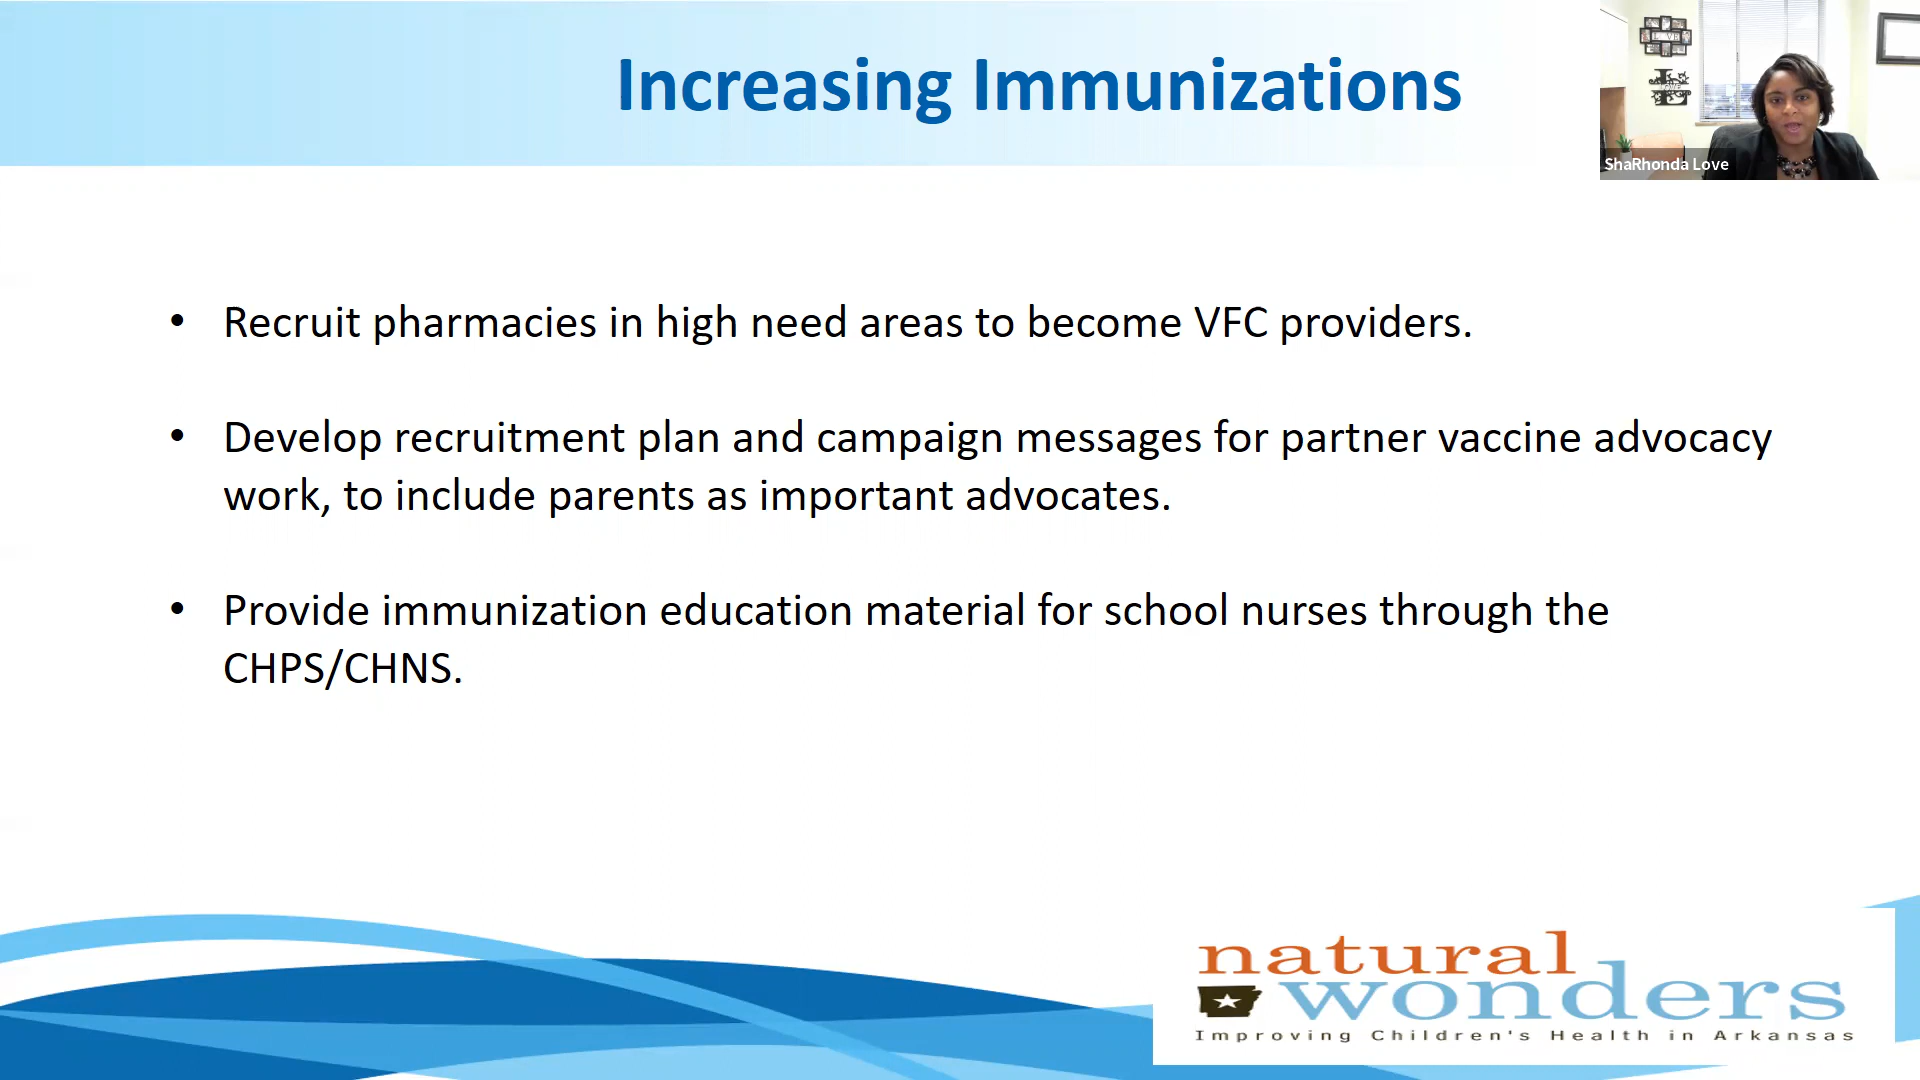 Increasing Immunizations
LOVE
ShaRhonda Love
• Recruit pharmacies in high need areas to become VFC providers.
• Develop recruitment plan and campaign messages for partner vaccine advocacy
work, to include parents as important advocates.
• Provide immunization education material for school nurses through the
CHPS/CHNS.
natural
wonders
Improving Children's Health in Arkansas